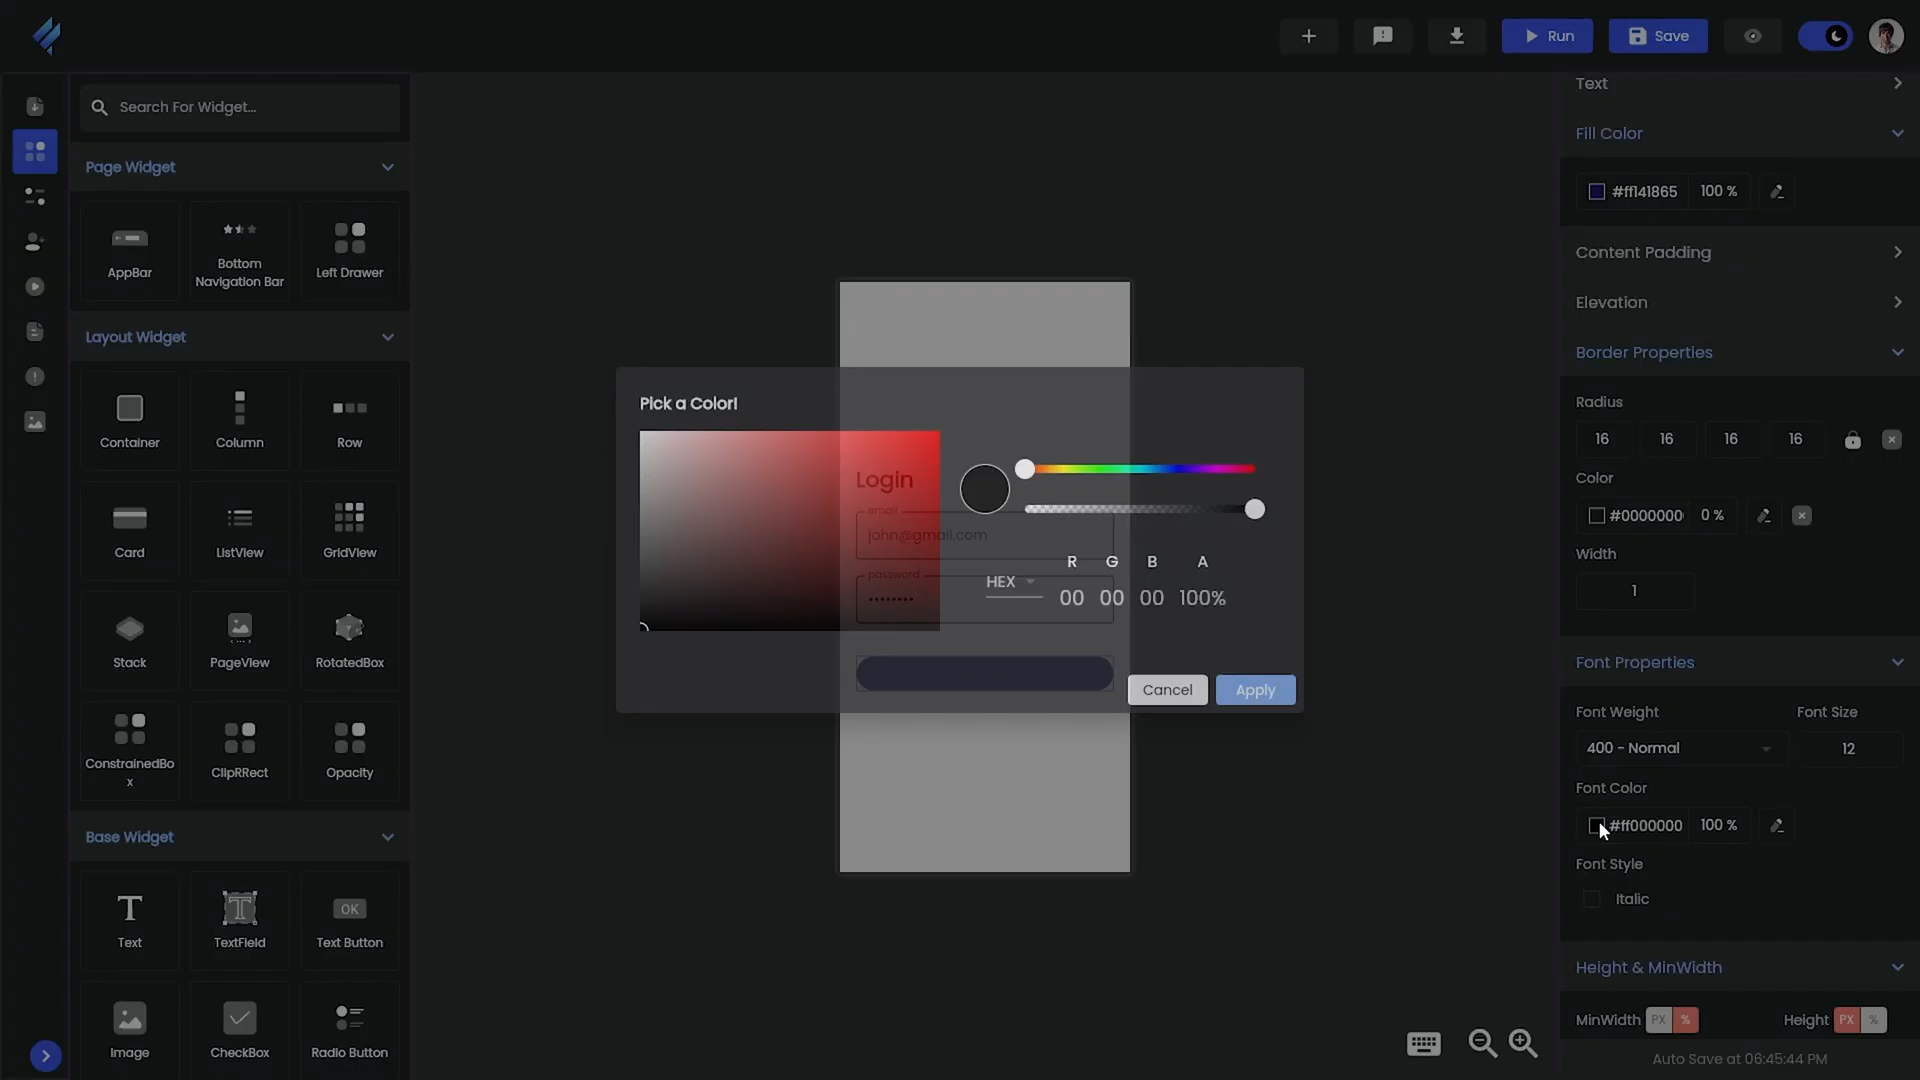 Run
Save
Search For Widget...
Page Widget
AppBar
Bottom
Navigation Bar
Left Drawer
Layout Widget
Container
Column
Row
Card
ListView
GridView
Stack
PageView
RotatedBox
ConstrainedBo
x
ClipRRect
Opacity
Base Widget
T
Text
T
TextField
OK
Text Button
Image
CheckBox
Radio Button
Pick a Color!
Login
email
john@gmail.com
password
HEX
R G B A
00 00 00 100%
Cancel
Apply
Text
Fill Color
#ff141865
100 %
Content Padding
Elevation
Border Properties
Radius
16 16 16 16
Color
#0000000
0 %
Width
1
Font Properties
Font Weight
Font Size
400 - Normal
12
Font Color
#ff000000
100 %
Font Style
Italic
Height & MinWidth
MinWidth PX %
Height PX %
Auto Save at 06:45:44 PM